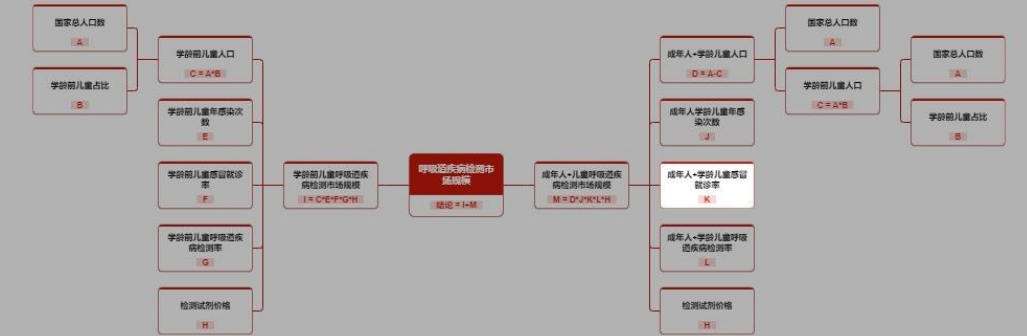 国家总人口数
A
学龄前儿童占比
B
学龄前儿童人口
C = A*B
学龄前儿童年感染次
数
E
学龄前儿童感冒就诊
率
F
学龄前儿童呼吸道疾
病检测率
G
检测试剂价格
H
学龄前儿童呼吸道疾
病检测市场规模
I = C*E*F*G*H
呼吸道疾病检测市
场规模
结论 = I+M
成年人+儿童呼吸道疾
病检测市场规模
M = D*J*K*L*H
成年人+学龄儿童人口
D = A-C
成年人学龄儿童年感
染次数
J
成年人+学龄儿童感冒
就诊率
K
成年人+学龄儿童呼吸
道疾病检测率
L
检测试剂价格
H
国家总人口数
A
学龄前儿童人口
C = A*B
国家总人口数
A
学龄前儿童占比
B